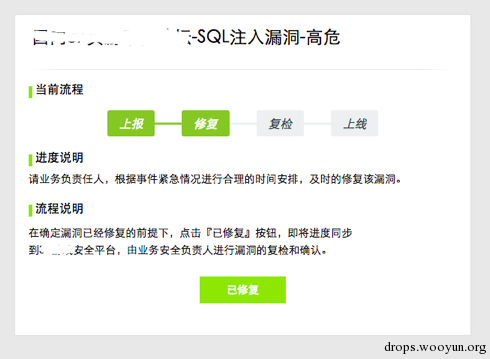 -SQL注入漏洞-高危
当前流程
上报 修复 复检 上线
进度说明
请业务负责任人，根据事件紧急情况进行合理的时间安排，及时的修复该漏洞。
流程说明
在确定漏洞已经修复的前提下，点击『已修复』按钮，即将进度同步
到 安全平台，由业务安全负责人进行漏洞的复检和确认。
已修复
drops.wooyun.org